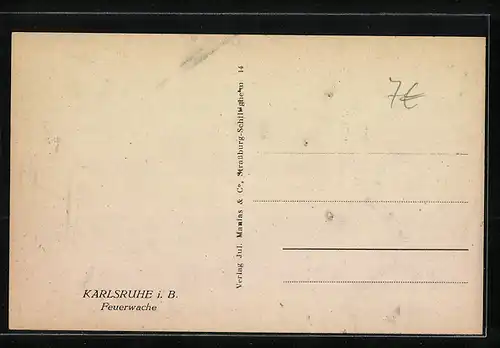 KARLSRUHE i. B.
Feuerwache
Verlag Jul. Manias & Co, Straßburg-Schiltigheim 14
7€